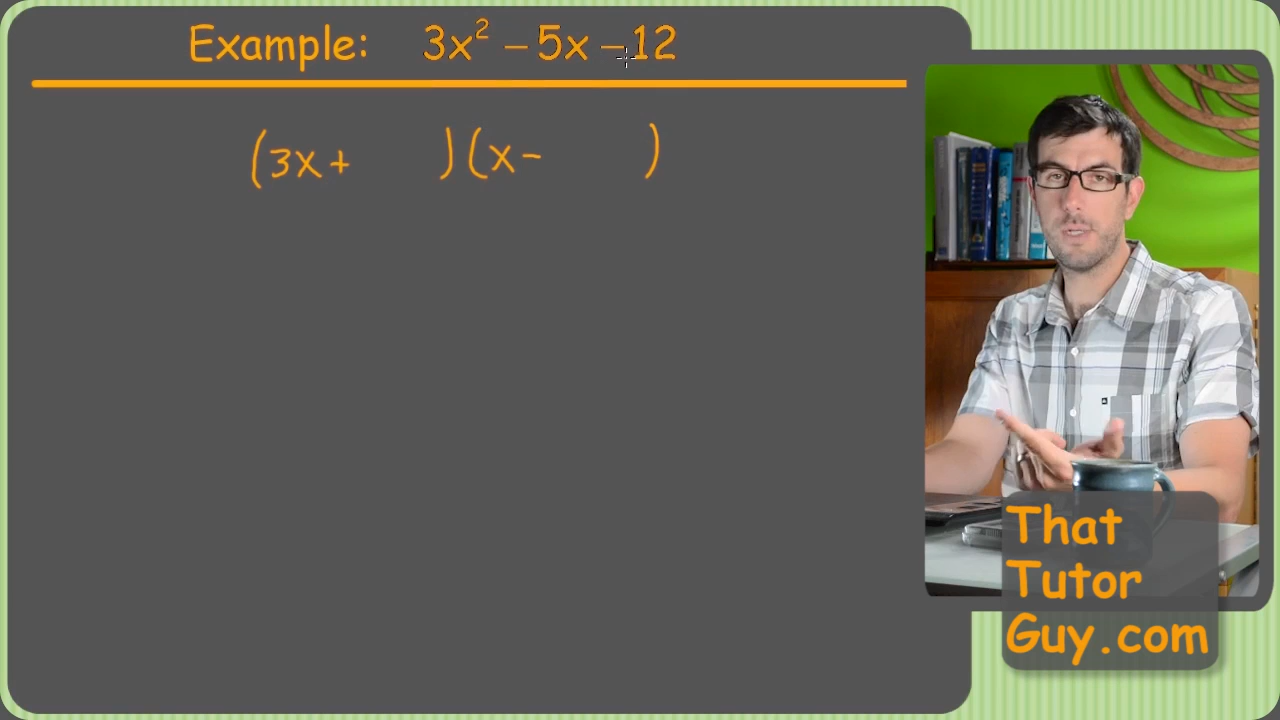 Example: 3x² – 5x – 12
(3x + ) (x – )
That
Tutor
Guy.com